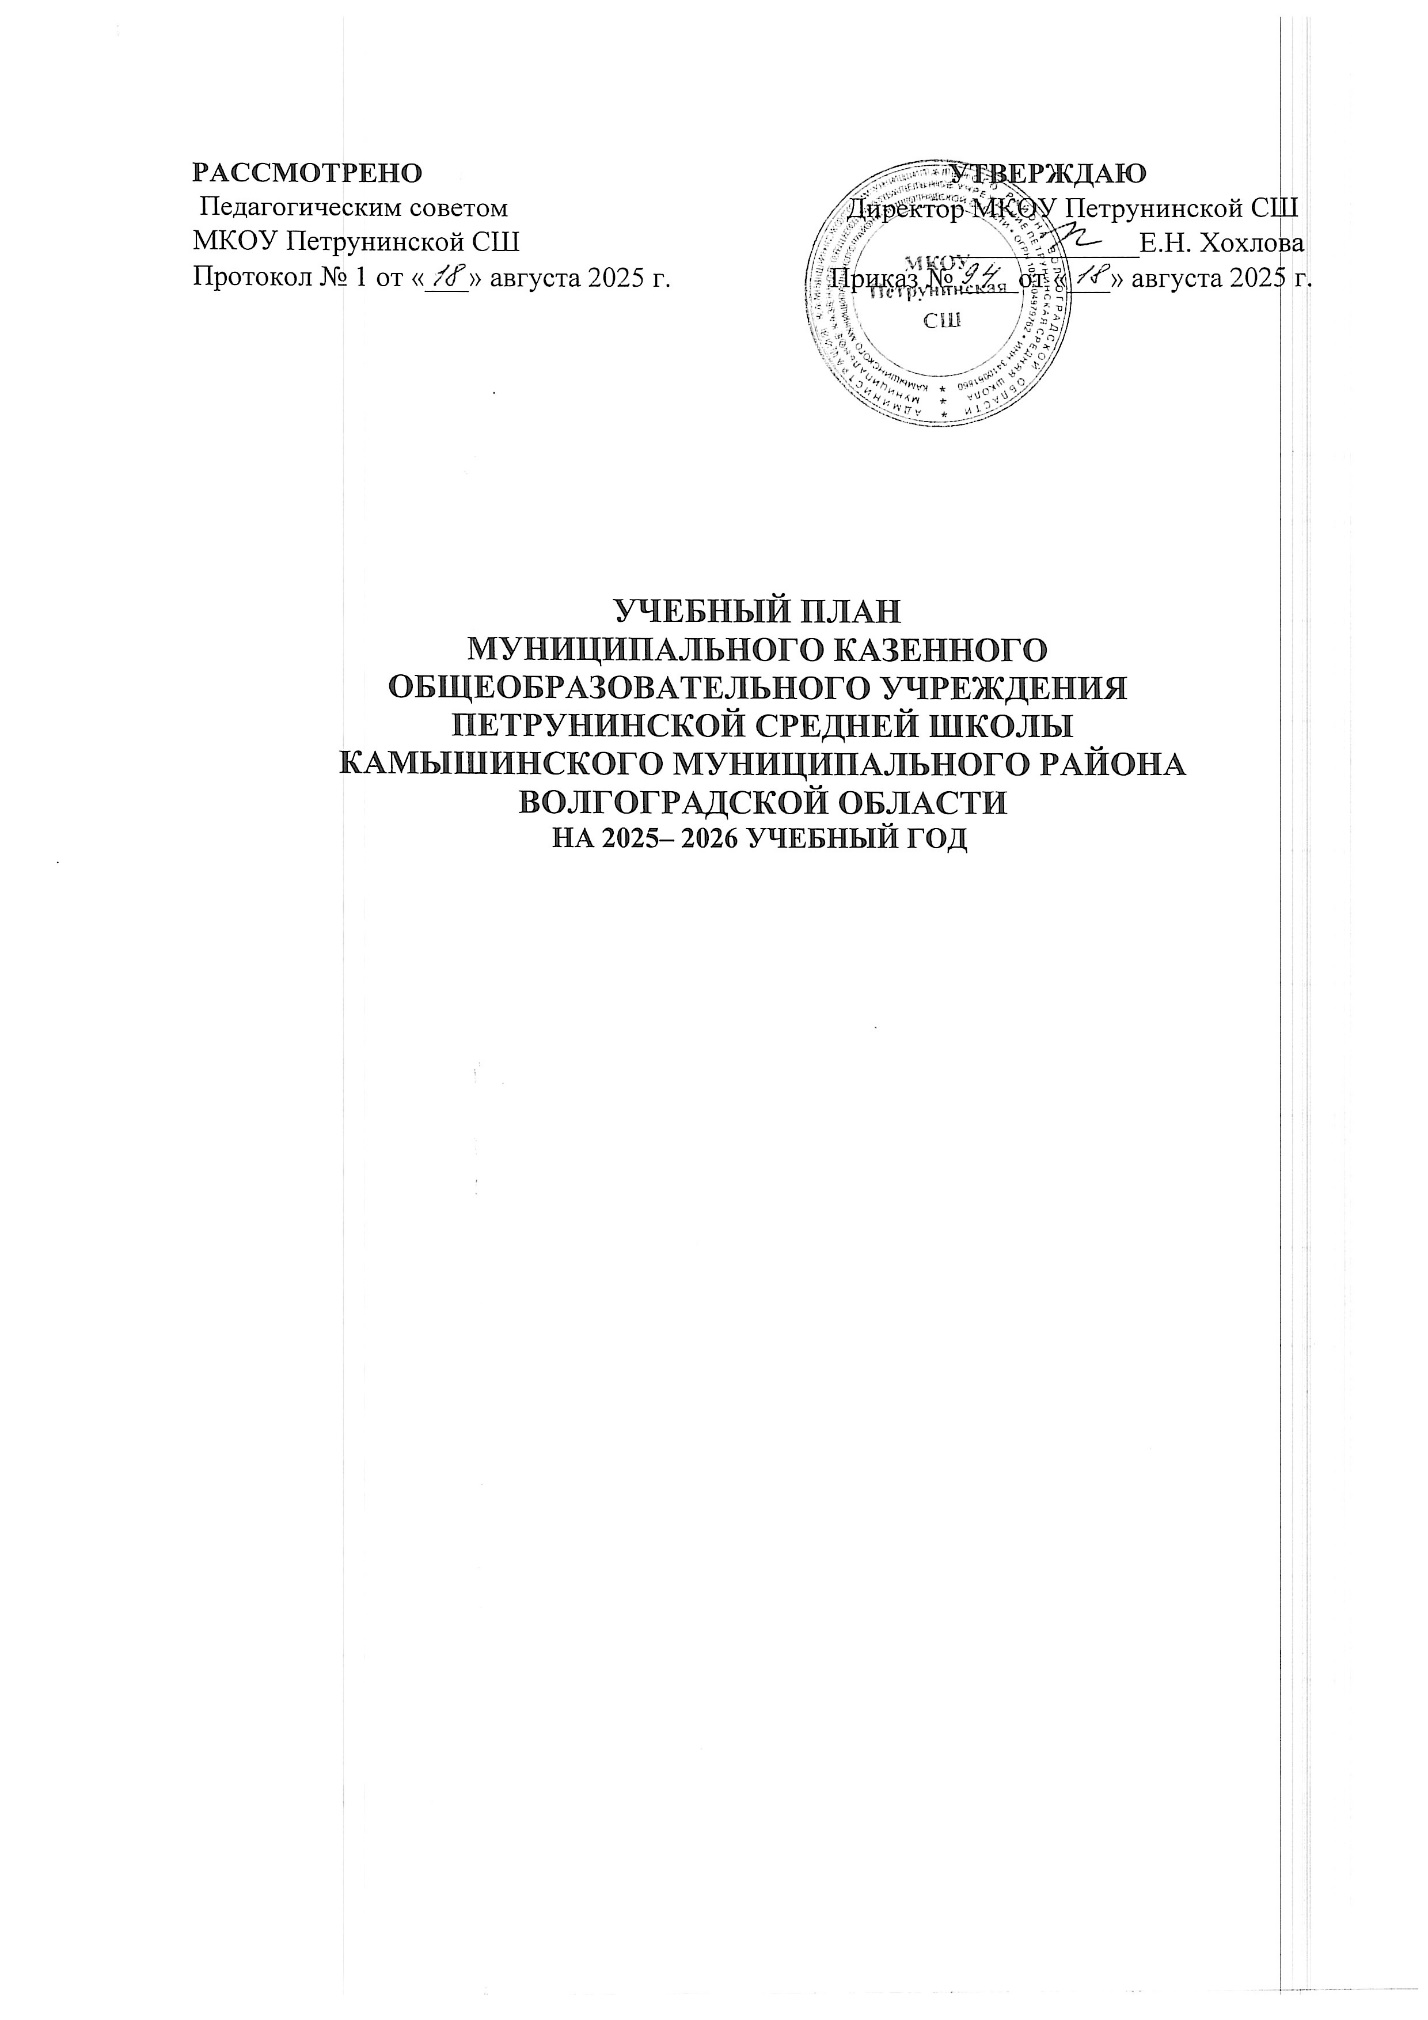 РАССМОТРЕНО
Педагогическим советом
МКОУ Петрунинской СШ
Протокол № 1 от «18» августа 2025 г.
УТВЕРЖДАЮ
Директор МКОУ Петрунинской СШ
Е.Н. Хохлова
Приказ № 94 от «18» августа 2025 г.
МКОУ
Петрунинская
СШ
УЧЕБНЫЙ ПЛАН
МУНИЦИПАЛЬНОГО КАЗЕННОГО
ОБЩЕОБРАЗОВАТЕЛЬНОГО УЧРЕЖДЕНИЯ
ПЕТРУНИНСКОЙ СРЕДНЕЙ ШКОЛЫ
КАМЫШИНСКОГО МУНИЦИПАЛЬНОГО РАЙОНА
ВОЛГОГРАДСКОЙ ОБЛАСТИ
НА 2025– 2026 УЧЕБНЫЙ ГОД